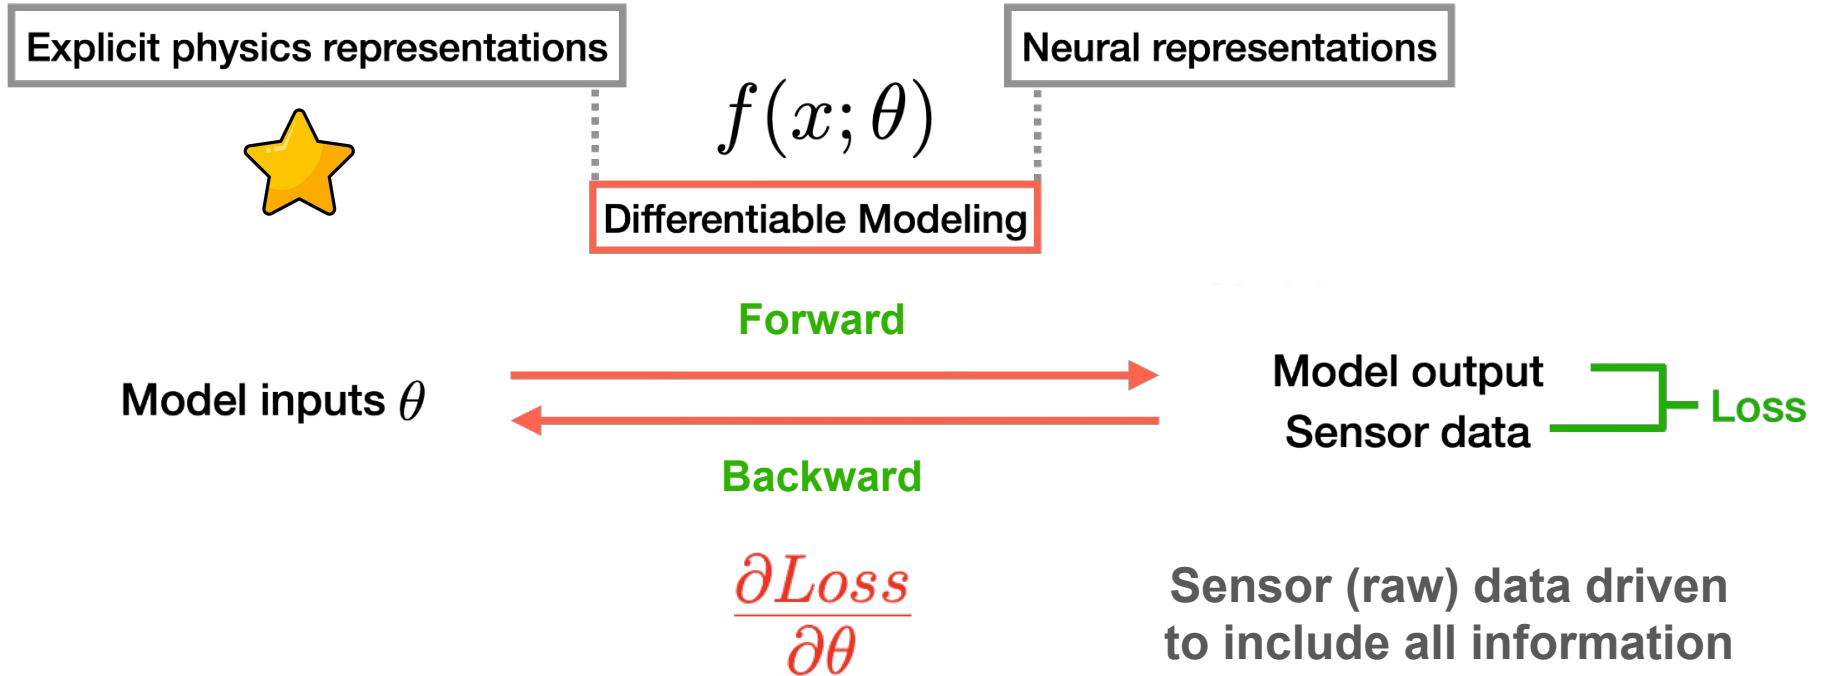 Explicit physics representations
Neural representations
f(x; θ)
Differentiable Modeling
Forward
Model inputs θ
Model output
Sensor data
Loss
Backward
∂Loss
∂θ
Sensor (raw) data driven
to include all information